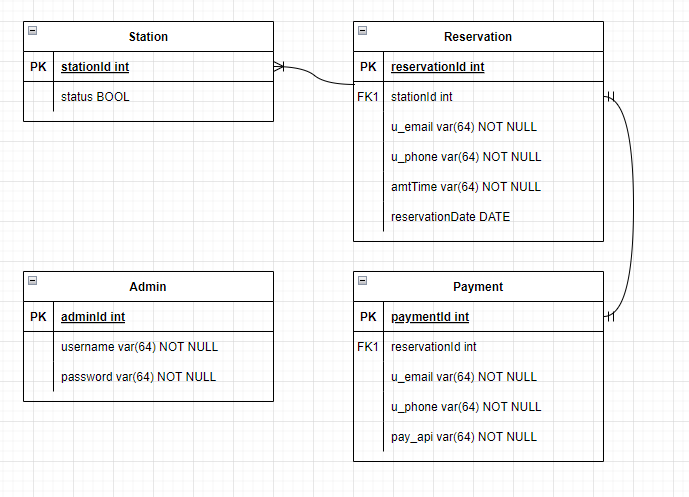 Station
PK stationId int
status BOOL
Reservation
PK reservationId int
FK1 stationId int
u_email var(64) NOT NULL
u_phone var(64) NOT NULL
amtTime var(64) NOT NULL
reservationDate DATE
Admin
PK adminId int
username var(64) NOT NULL
password var(64) NOT NULL
Payment
PK paymentId int
FK1 reservationId int
u_email var(64) NOT NULL
u_phone var(64) NOT NULL
pay_api var(64) NOT NULL